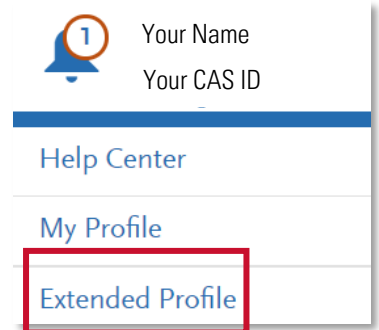 1
Your Name
Your CAS ID
Help Center
My Profile
Extended Profile